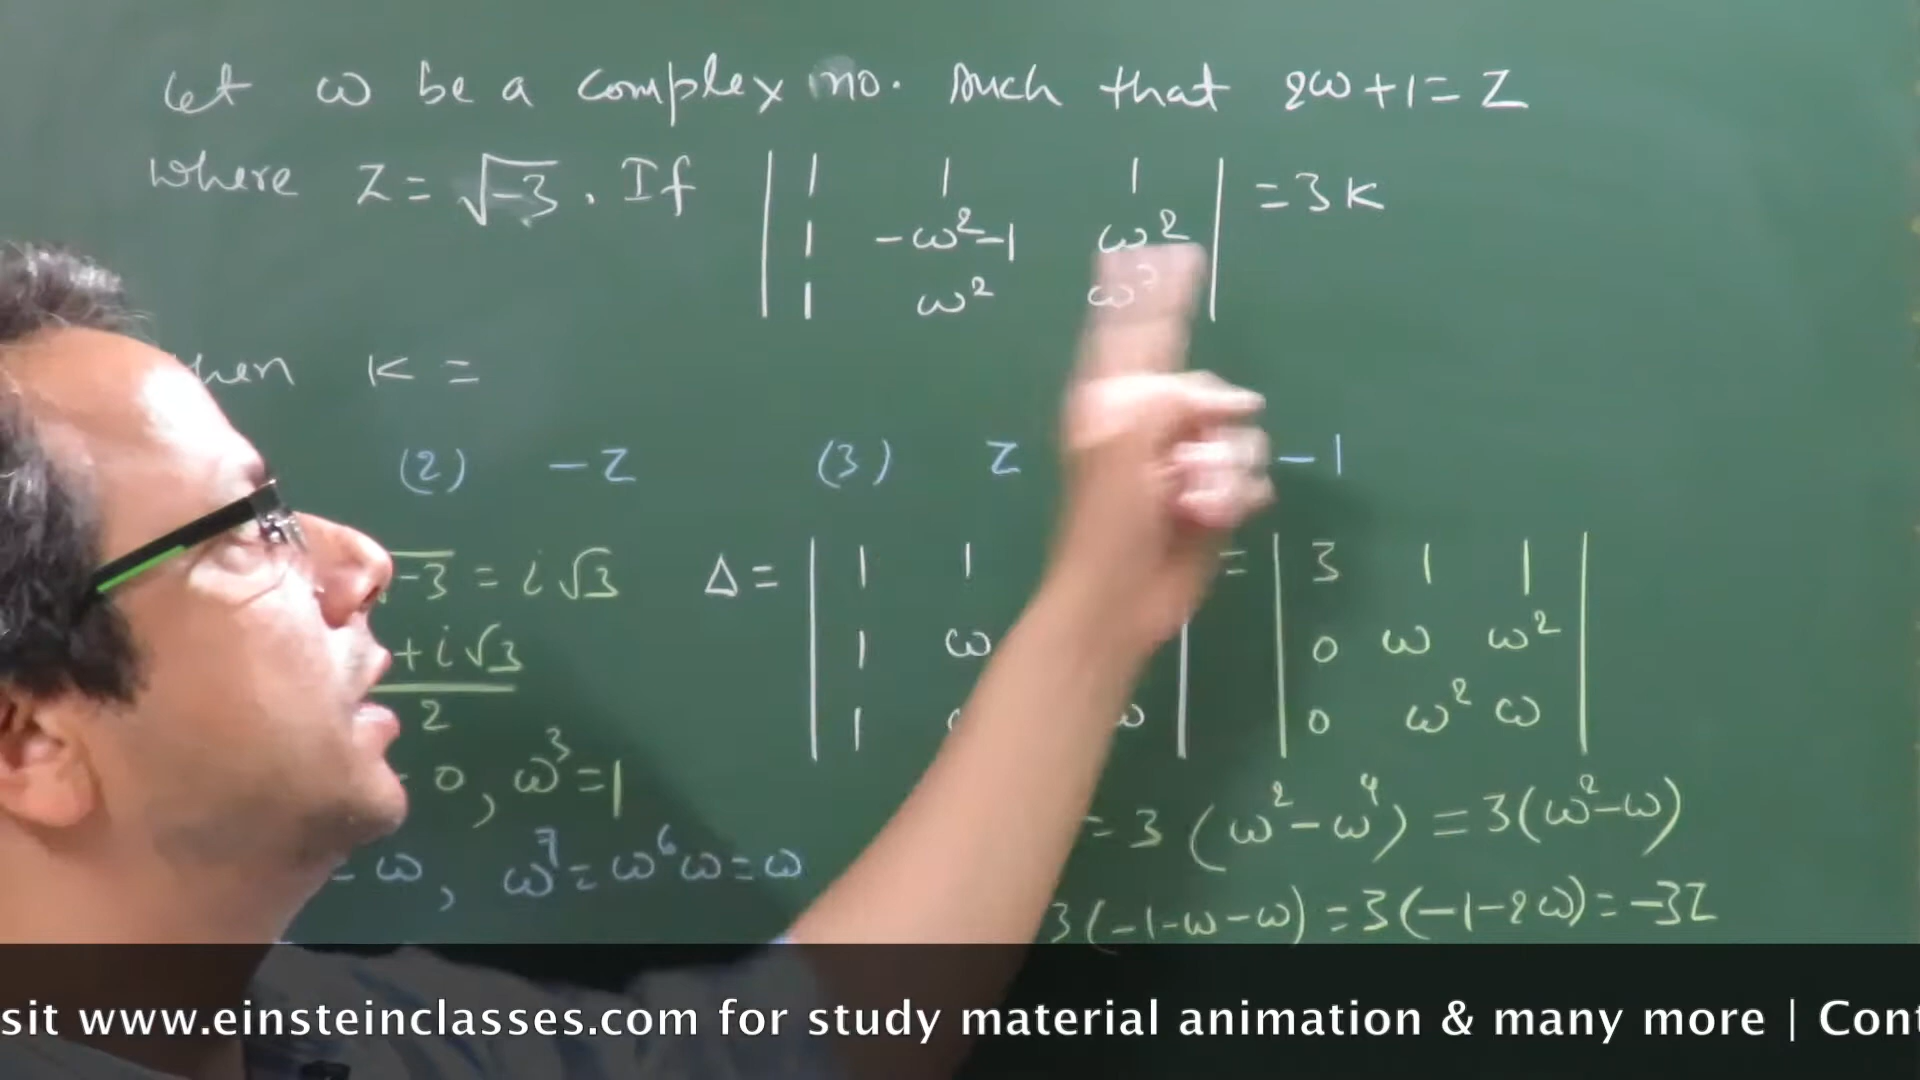 Let ω be a complex no. such that 2ω+1=Z
where Z=√-3. If | 1 1 1 | =3K
| 1 -ω²-1 ω² |
| 1 ω² ω⁷ |
hen K =
(2) -Z (3) Z -1
-3 = i√3 Δ= | 1 1 = | 3 1 1 |
+i√3 | 1 ω | 0 ω ω² |
2 | 1 ω | | 0 ω² ω |
0, ω³=1
=3(ω²-ω⁴)=3(ω²-ω)
=ω, ω⁷=ω⁶ω=ω
3(-1-ω-ω)=3(-1-2ω)=-3Z
sit www.einsteinclasses.com for study material animation & many more | Cont